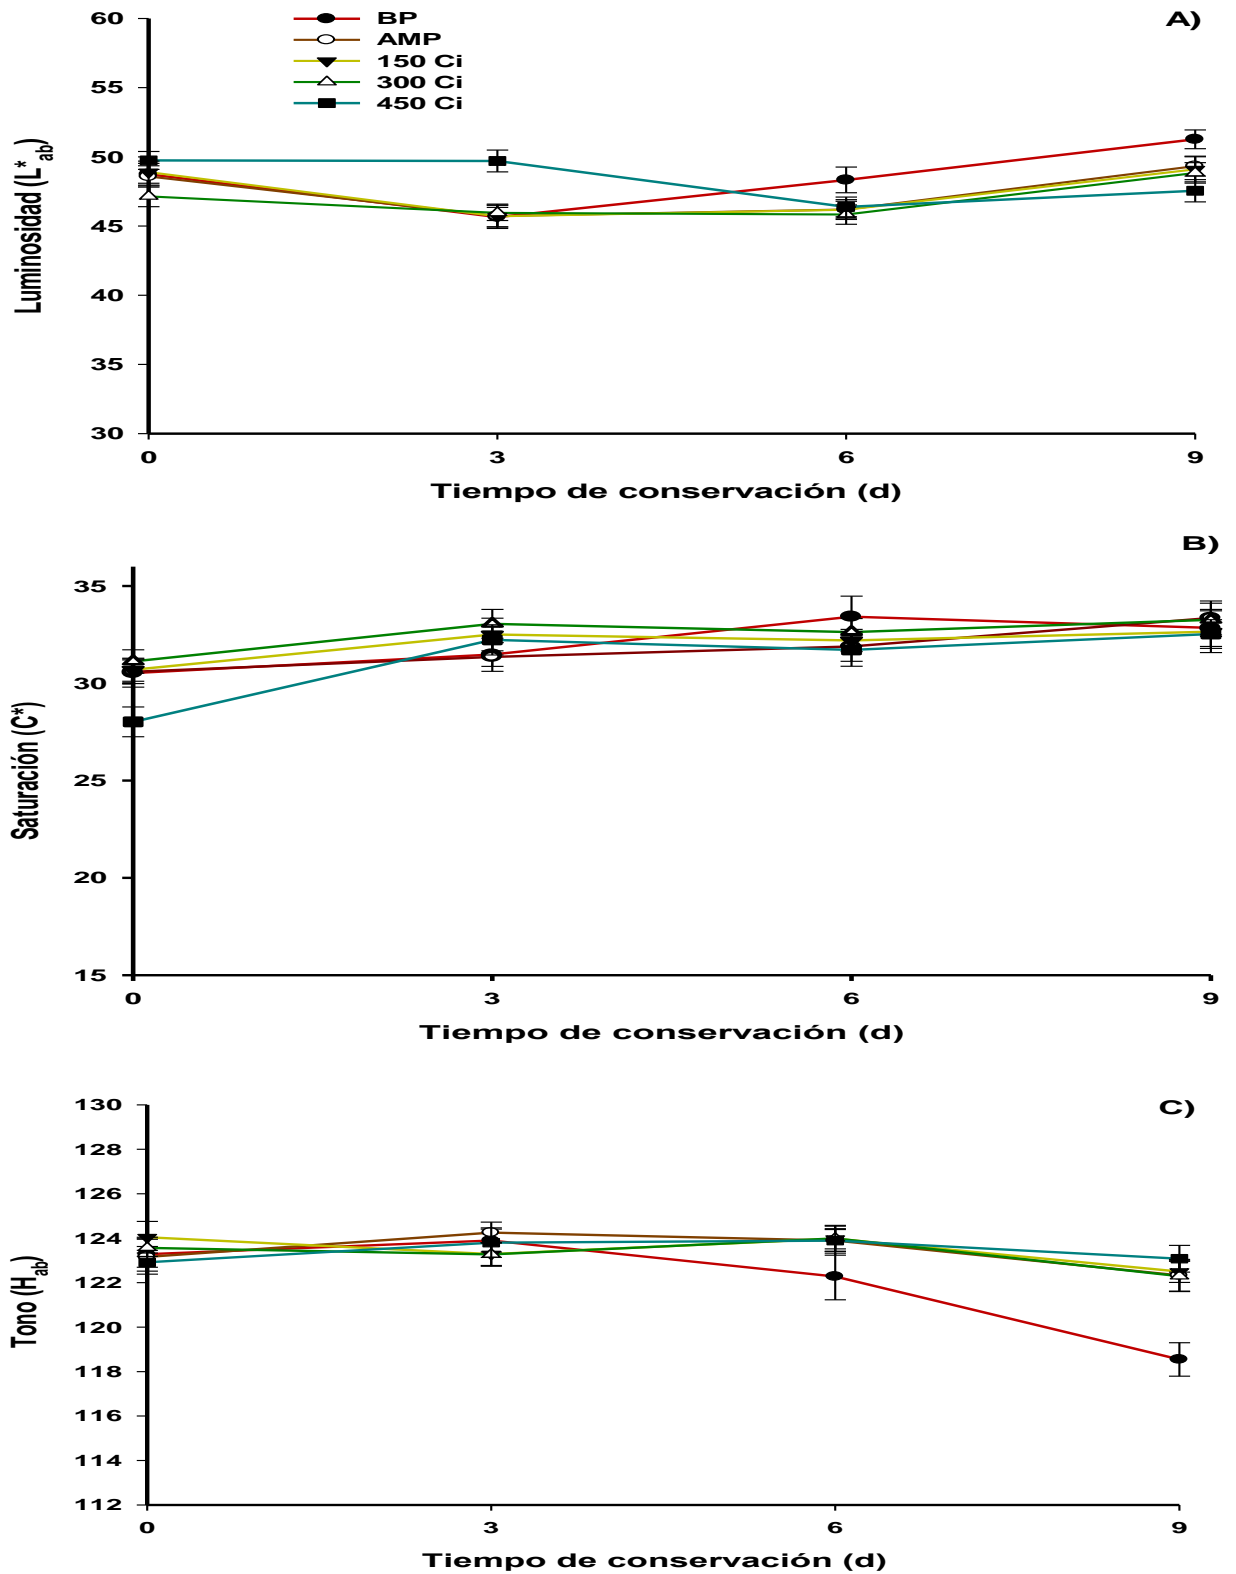 A)
BP
AMP
150 Ci
300 Ci
450 Ci
Luminosidad (L*ab)
60
55
50
45
40
35
30
0 3 6 9
Tiempo de conservación (d)
B)
Saturación (C*)
35
30
25
20
15
0 3 6 9
Tiempo de conservación (d)
C)
Tono (Hab)
130
128
126
124
122
120
118
116
114
112
0 3 6 9
Tiempo de conservación (d)